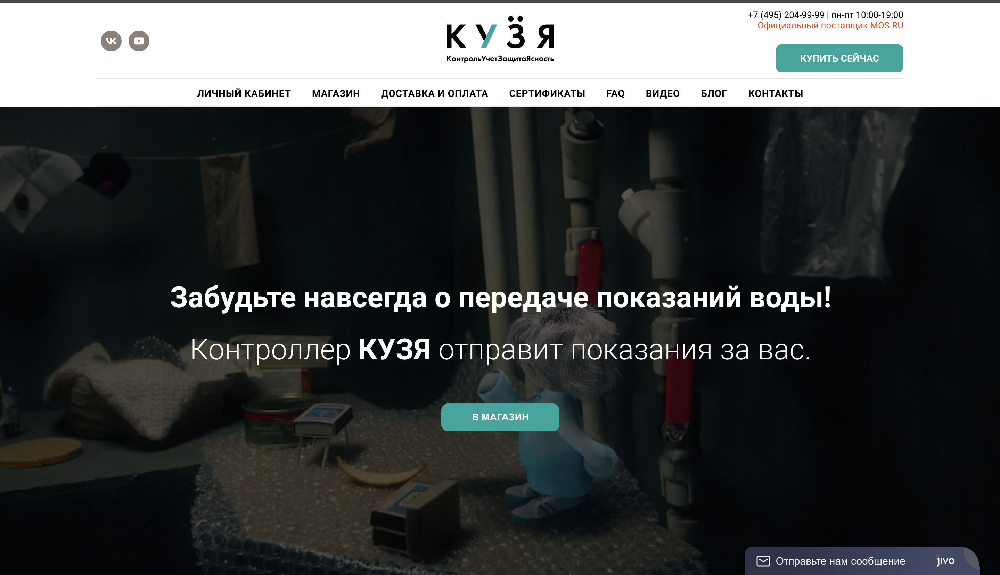 КУӞЯ
КонтрольУчетЗащитаЯсность
+7 (495) 204-99-99 | пн-пт 10:00-19:00
Официальный поставщик MOS.RU
КУПИТЬ СЕЙЧАС
ЛИЧНЫЙ КАБИНЕТ МАГАЗИН ДОСТАВКА И ОПЛАТА СЕРТИФИКАТЫ FAQ ВИДЕО БЛОГ КОНТАКТЫ
Забудьте навсегда о передаче показаний воды!
Контроллер КУЗЯ отправит показания за вас.
В МАГАЗИН
Отправьте нам сообщение jivo